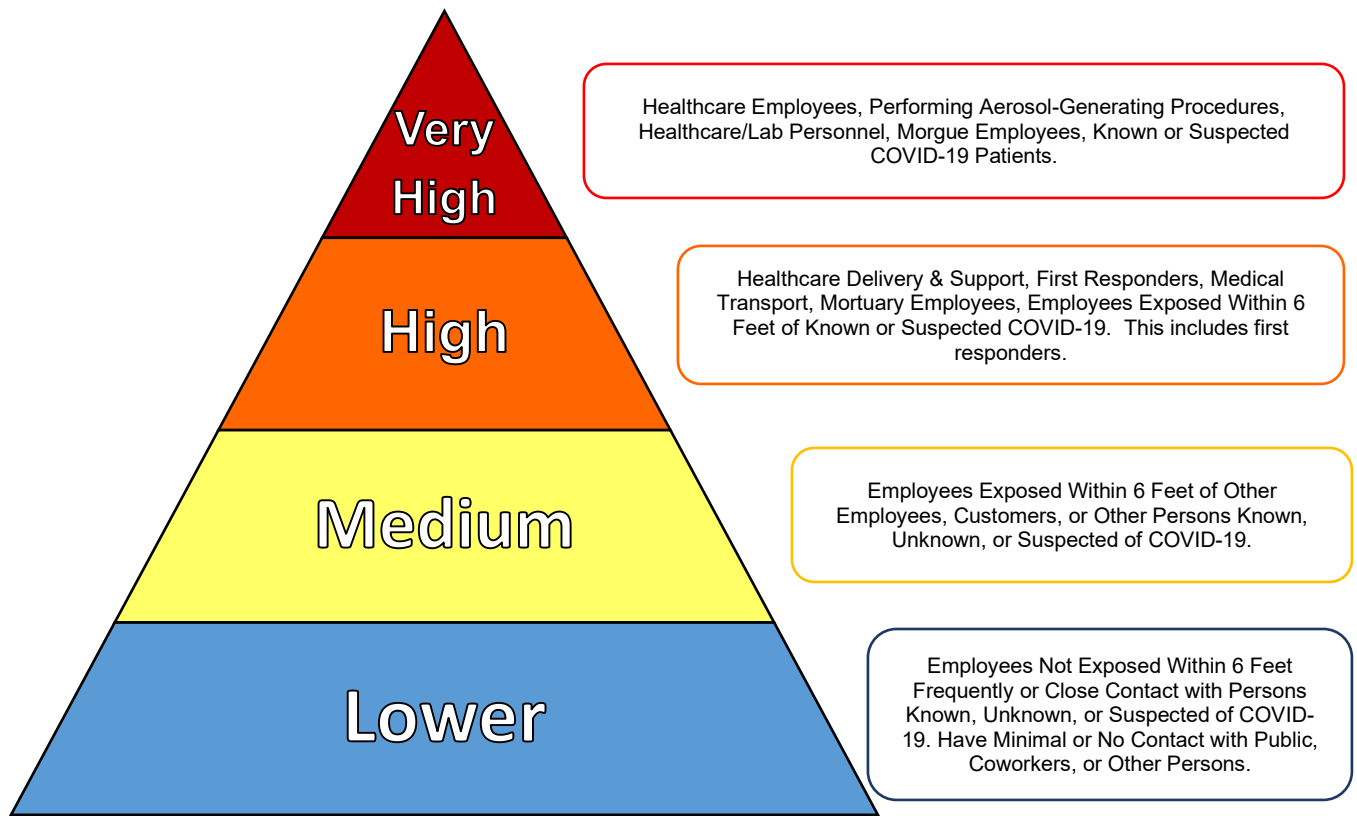 Very
High
Healthcare Employees, Performing Aerosol-Generating Procedures,
Healthcare/Lab Personnel, Morgue Employees, Known or Suspected
COVID-19 Patients.
High
Healthcare Delivery & Support, First Responders, Medical
Transport, Mortuary Employees, Employees Exposed Within 6
Feet of Known or Suspected COVID-19.  This includes first
responders.
Medium
Employees Exposed Within 6 Feet of Other
Employees, Customers, or Other Persons Known,
Unknown, or Suspected of COVID-19.
Lower
Employees Not Exposed Within 6 Feet
Frequently or Close Contact with Persons
Known, Unknown, or Suspected of COVID-
19. Have Minimal or No Contact with Public,
Coworkers, or Other Persons.